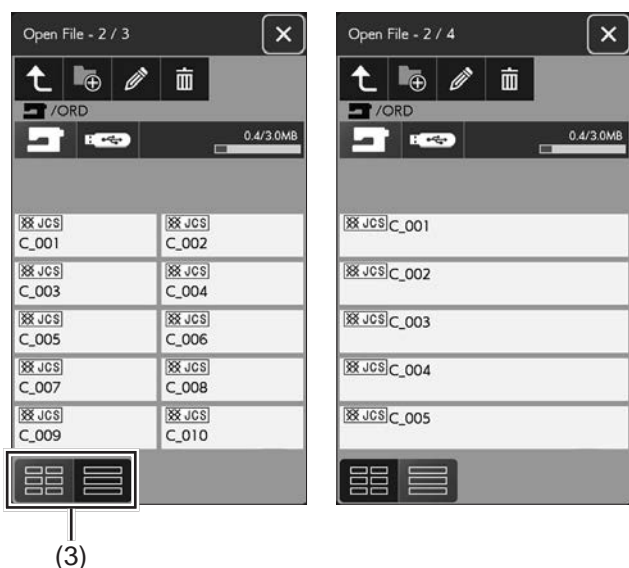 Open File - 2 / 3
/ORD
0.4/3.0MB
JCS JCS
C_001 C_002
JCS JCS
C_003 C_004
JCS JCS
C_005 C_006
JCS JCS
C_007 C_008
JCS JCS
C_009 C_010
(3)
Open File - 2 / 4
/ORD
0.4/3.0MB
JCS C_001
JCS C_002
JCS C_003
JCS C_004
JCS C_005